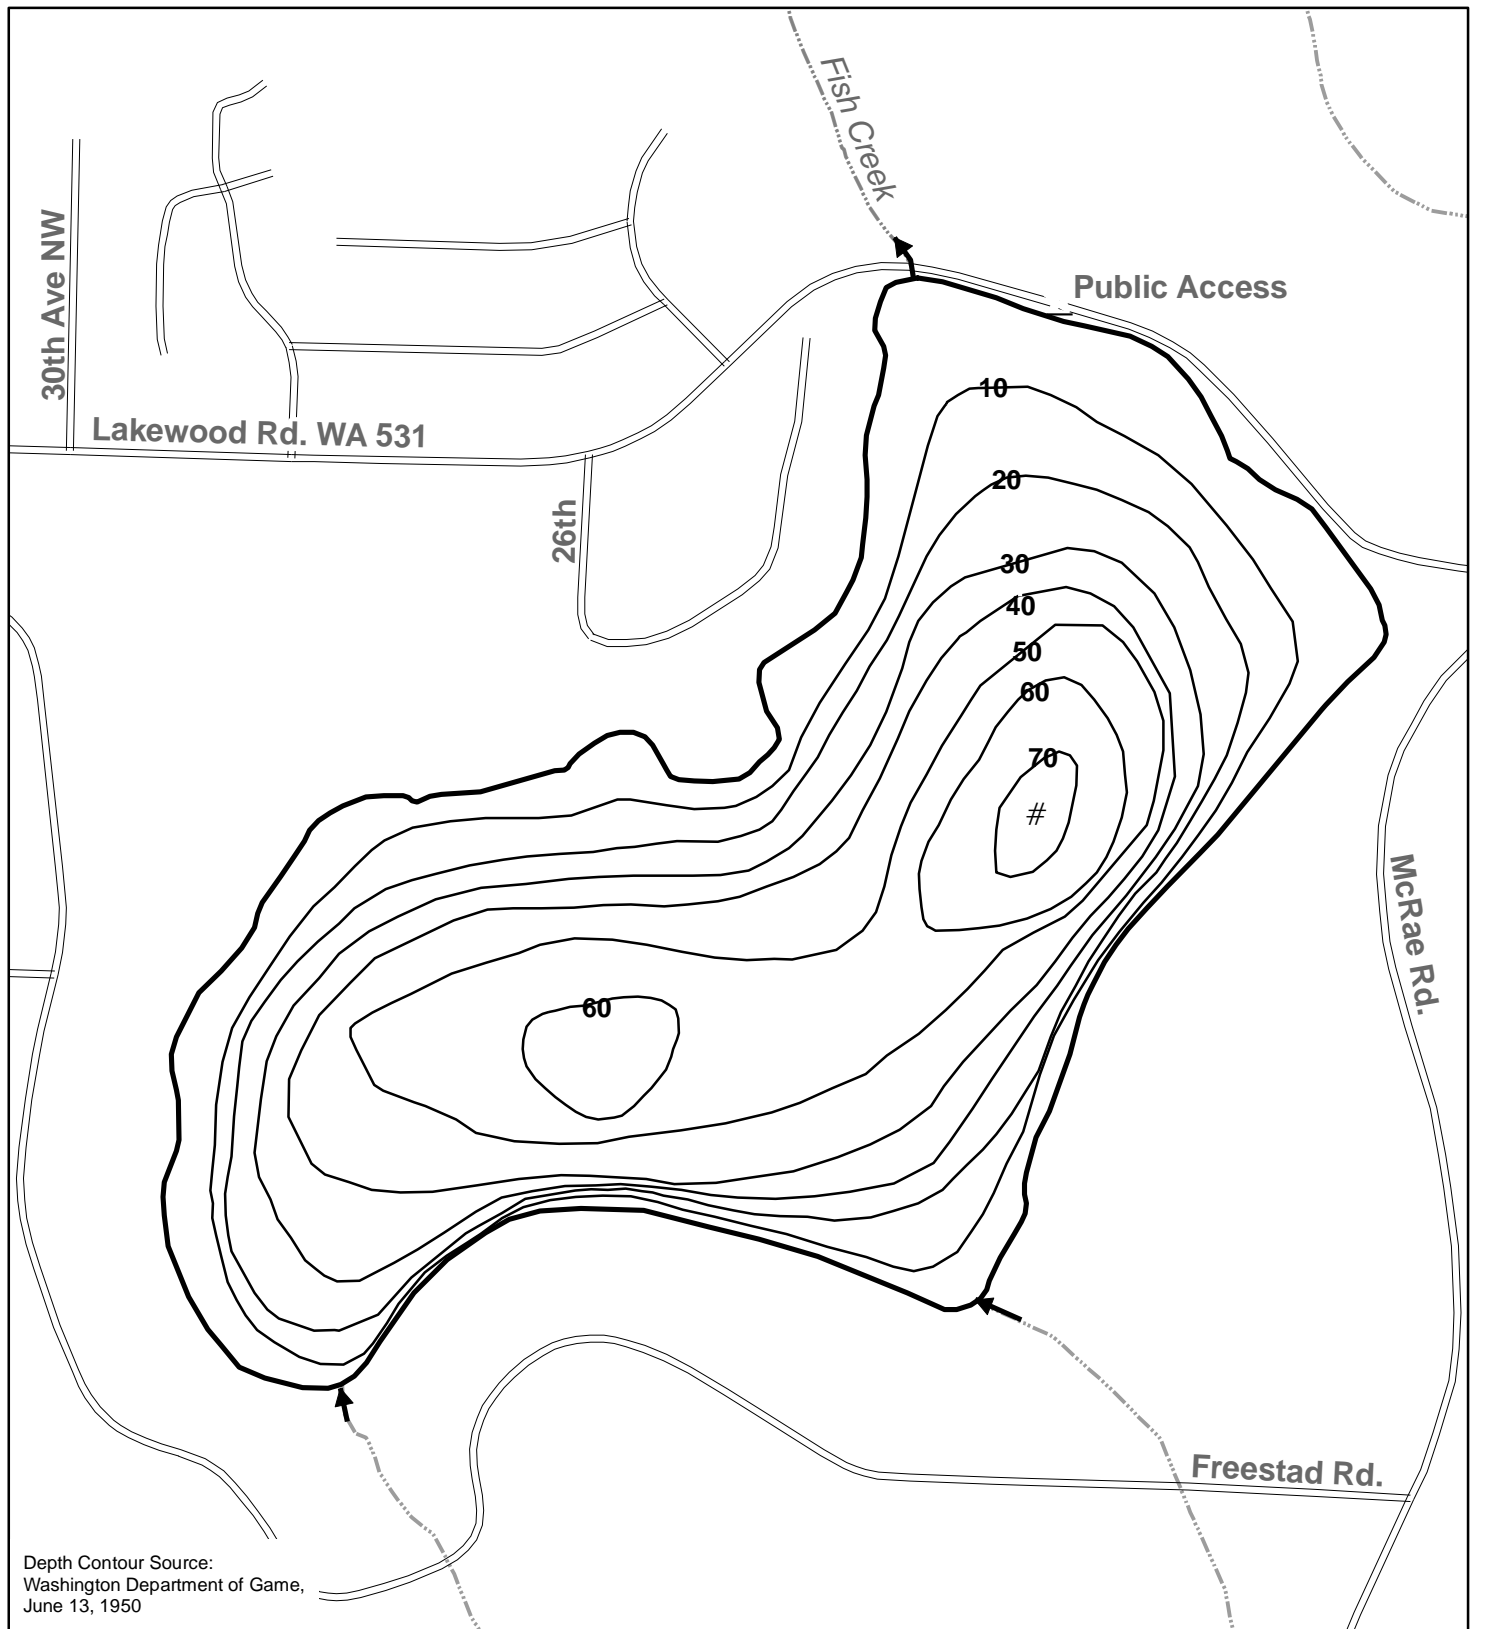 Fish Creek
Public Access
30th Ave NW
10
Lakewood Rd. WA 531
20
26th
30
40
50
60
70
#
McRae Rd.
60
Freestad Rd.
Depth Contour Source:
Washington Department of Game,
June 13, 1950